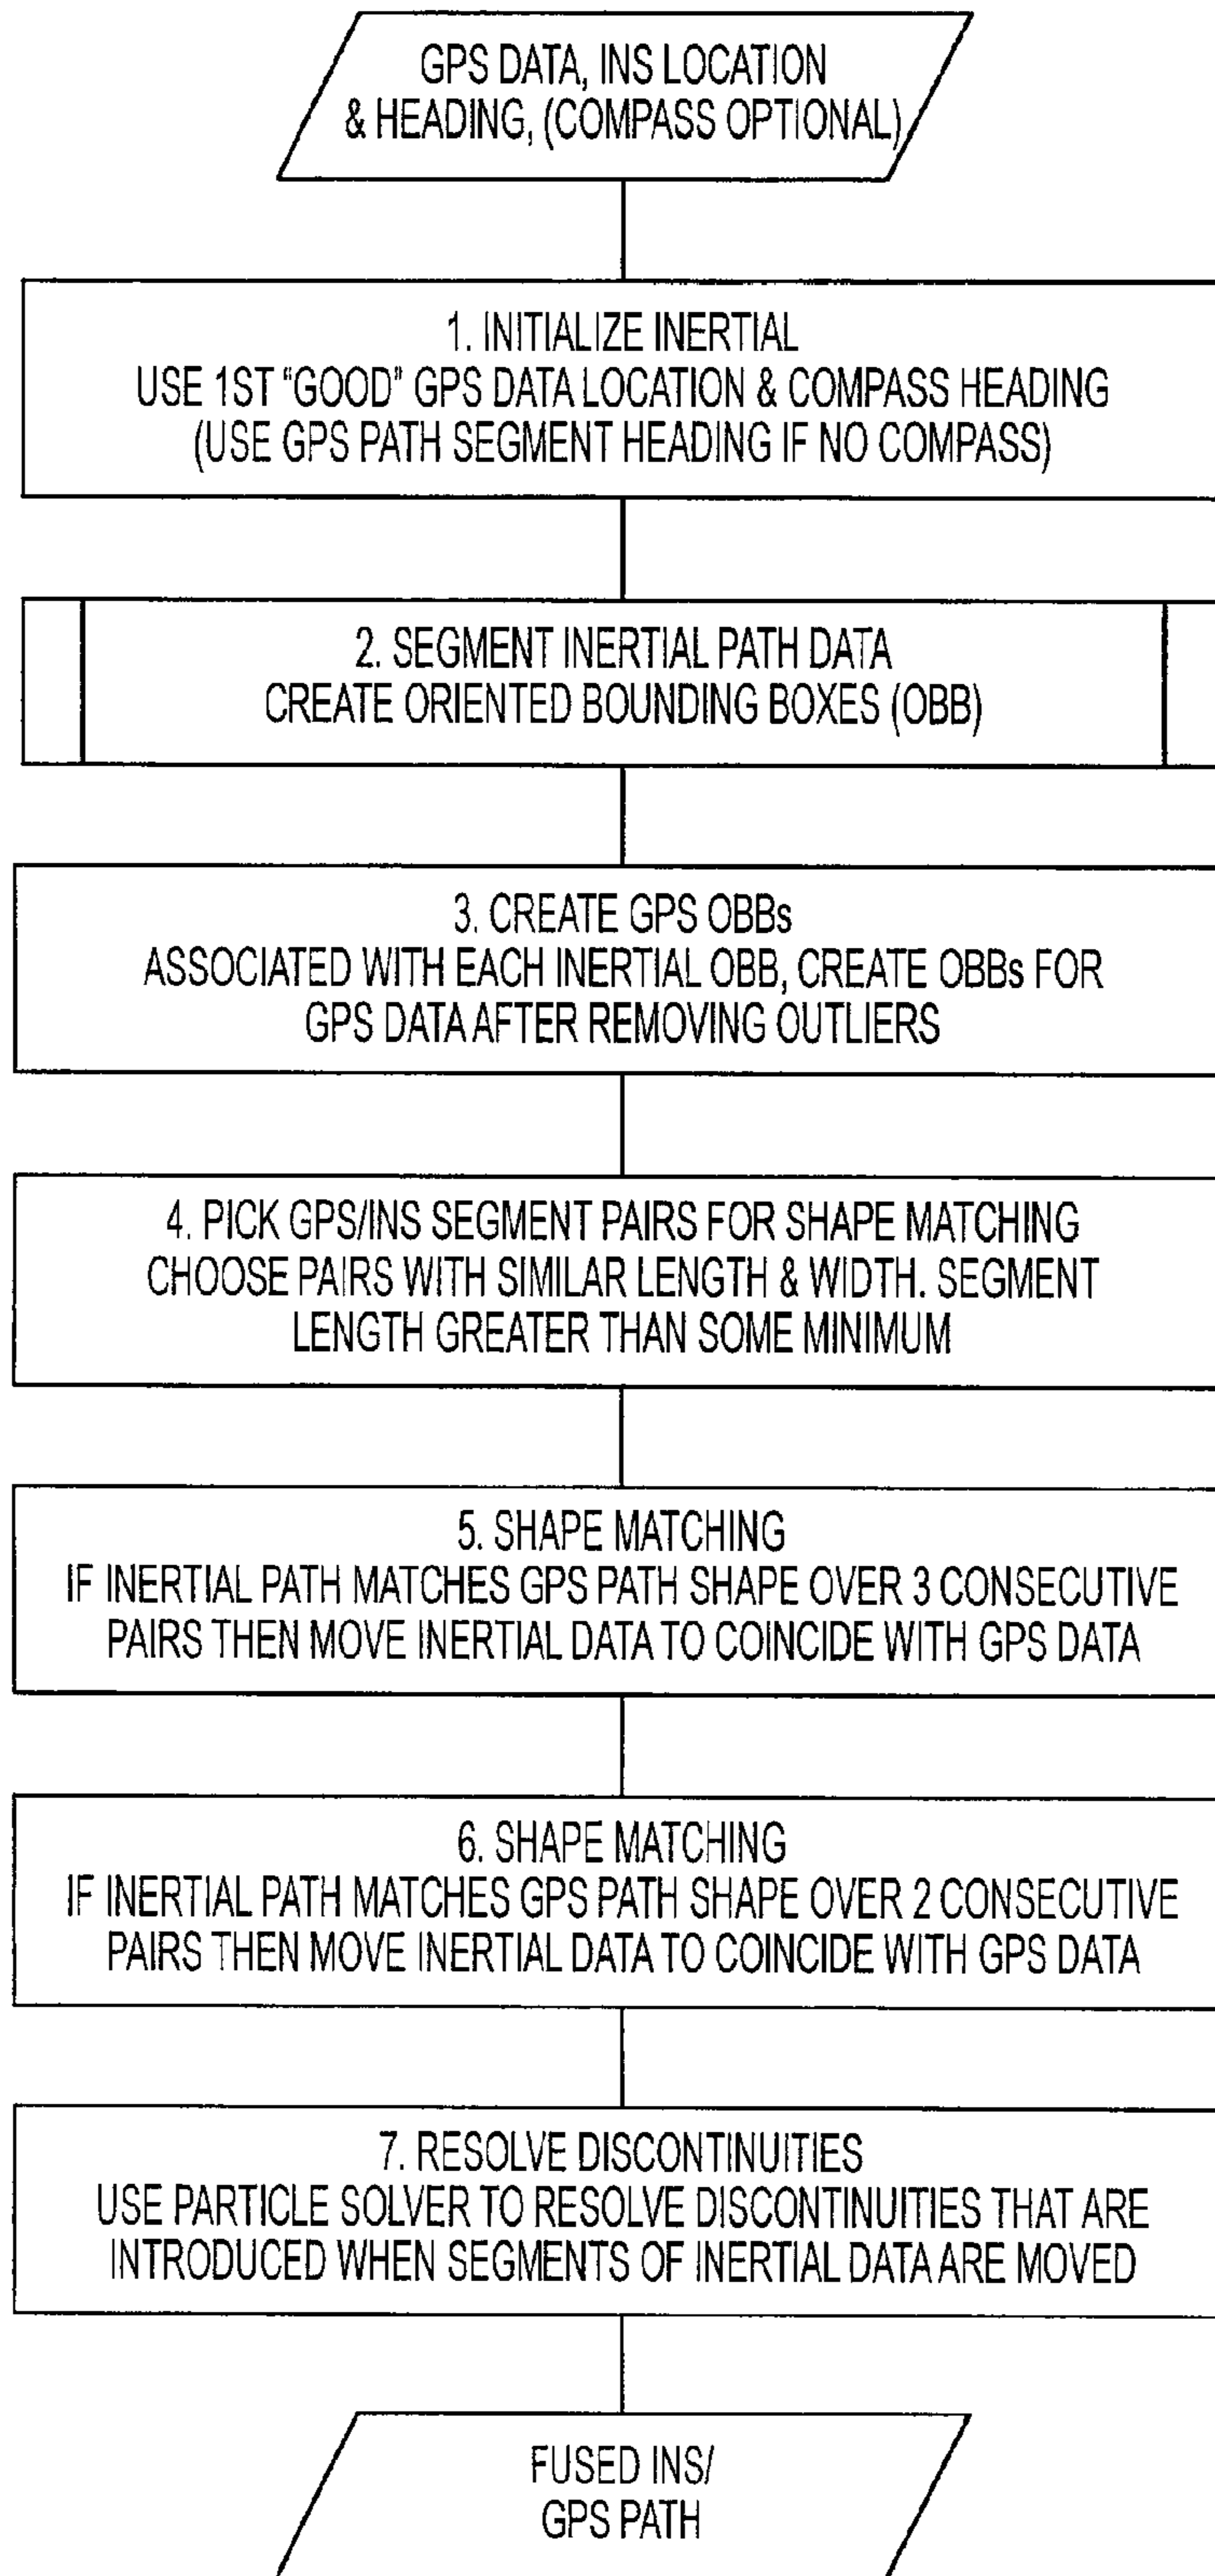 GPS DATA, INS LOCATION
& HEADING, (COMPASS OPTIONAL)
1. INITIALIZE INERTIAL
USE 1ST “GOOD” GPS DATA LOCATION & COMPASS HEADING
(USE GPS PATH SEGMENT HEADING IF NO COMPASS)
2. SEGMENT INERTIAL PATH DATA
CREATE ORIENTED BOUNDING BOXES (OBB)
3. CREATE GPS OBBs
ASSOCIATED WITH EACH INERTIAL OBB, CREATE OBBs FOR
GPS DATA AFTER REMOVING OUTLIERS
4. PICK GPS/INS SEGMENT PAIRS FOR SHAPE MATCHING
CHOOSE PAIRS WITH SIMILAR LENGTH & WIDTH. SEGMENT
LENGTH GREATER THAN SOME MINIMUM
5. SHAPE MATCHING
IF INERTIAL PATH MATCHES GPS PATH SHAPE OVER 3 CONSECUTIVE
PAIRS THEN MOVE INERTIAL DATA TO COINCIDE WITH GPS DATA
6. SHAPE MATCHING
IF INERTIAL PATH MATCHES GPS PATH SHAPE OVER 2 CONSECUTIVE
PAIRS THEN MOVE INERTIAL DATA TO COINCIDE WITH GPS DATA
7. RESOLVE DISCONTINUITIES
USE PARTICLE SOLVER TO RESOLVE DISCONTINUITIES THAT ARE
INTRODUCED WHEN SEGMENTS OF INERTIAL DATA ARE MOVED
FUSED INS/
GPS PATH